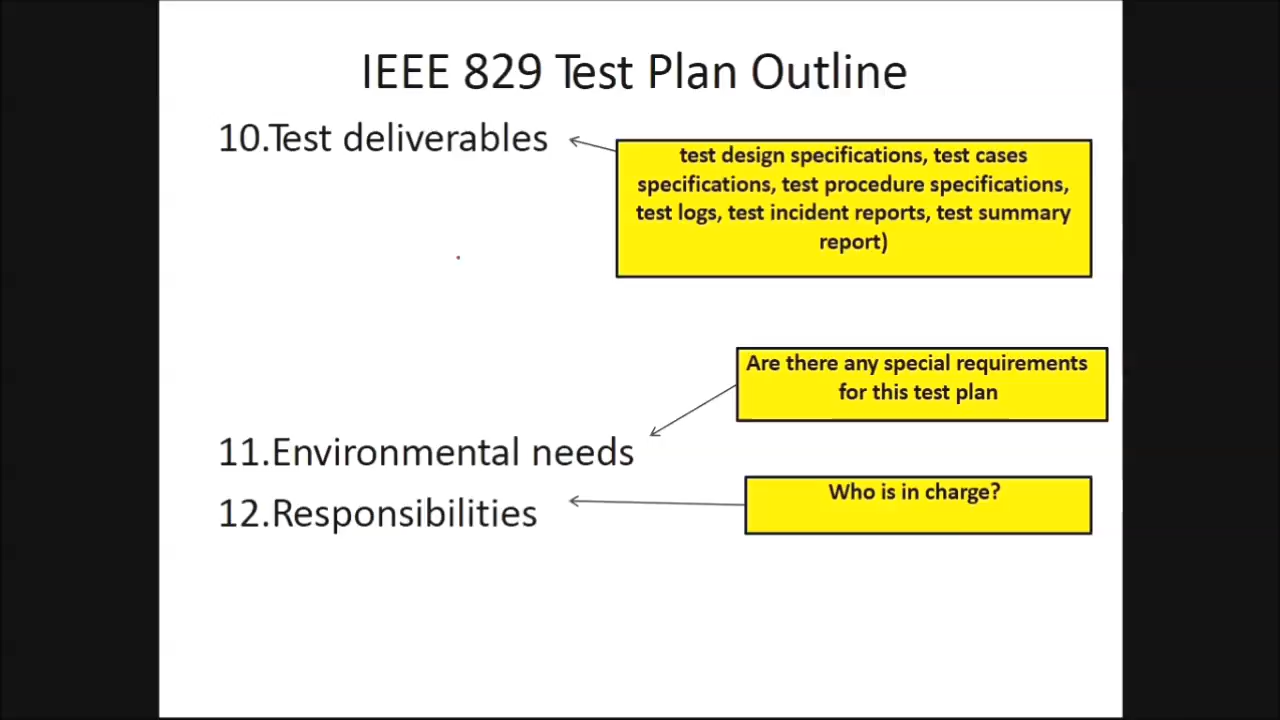 IEEE 829 Test Plan Outline
10.Test deliverables
test design specifications, test cases
specifications, test procedure specifications,
test logs, test incident reports, test summary
report)
Are there any special requirements
for this test plan
11.Environmental needs
Who is in charge?
12.Responsibilities